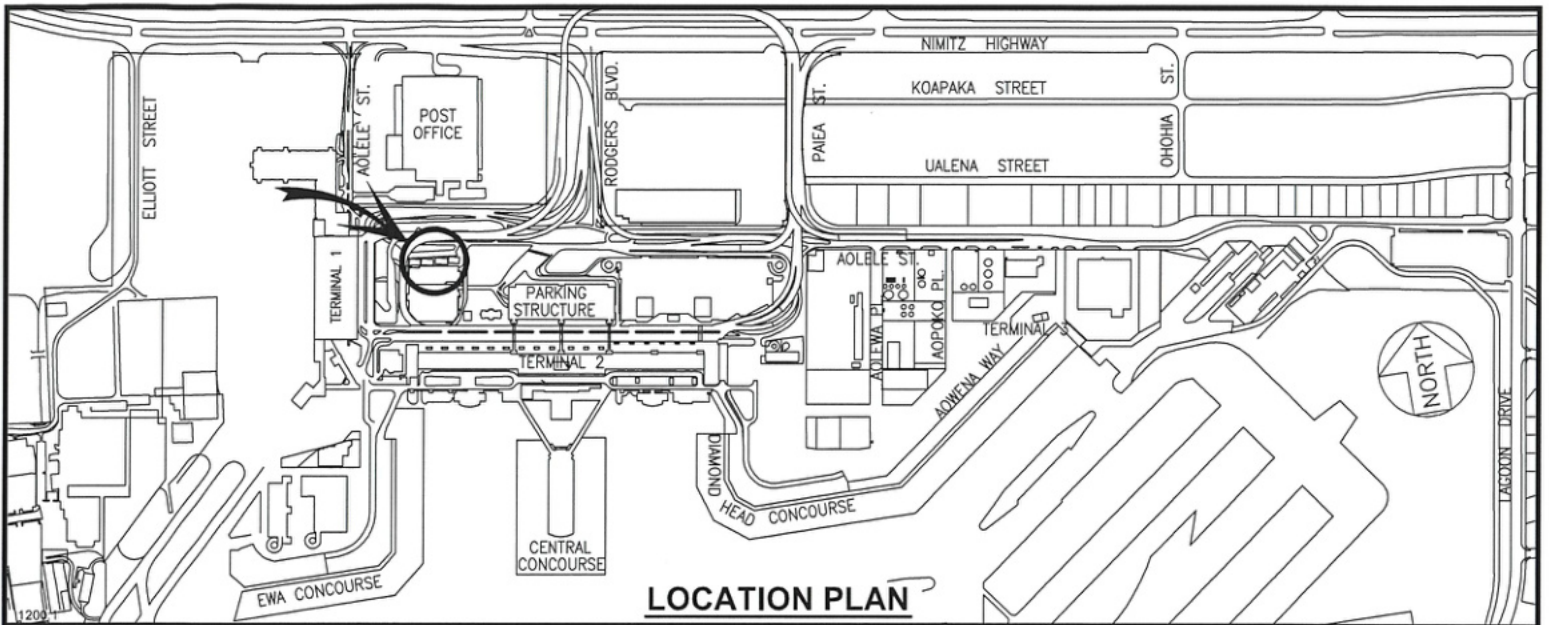 NIMITZ HIGHWAY
KOAPAKA STREET
UALENA STREET
ELLIOTT STREET
AOLELE ST.
POST
OFFICE
RODGERS BLVD.
PAIEA ST.
OHOHIA ST.
TERMINAL 1
PARKING
STRUCTURE
TERMINAL 2
AOLELE ST.
AOLEWA PL.
AOPOKO PL.
TERMINAL 3
AOWENA WAY
NORTH
LAGOON DRIVE
DIAMOND
HEAD CONCOURSE
CENTRAL
CONCOURSE
EWA CONCOURSE
LOCATION PLAN